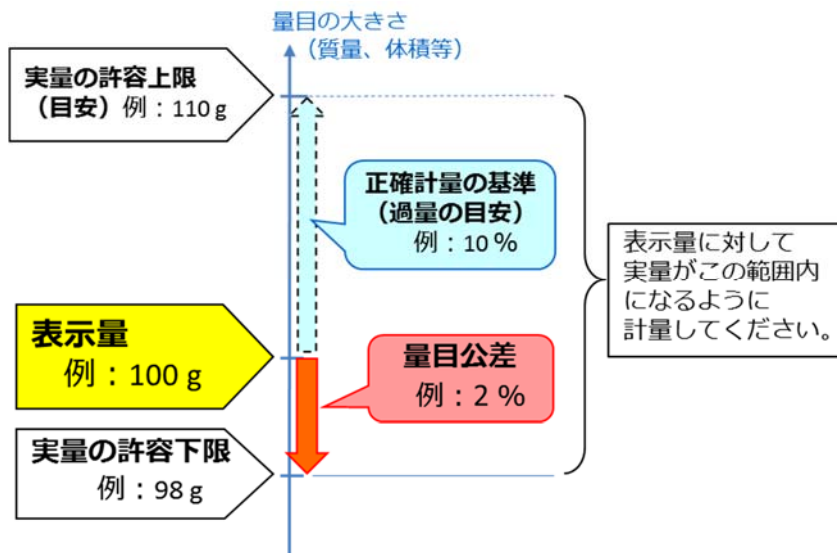 量目の大きさ
（質量、体積等）
実量の許容上限
（目安）例：110 g
正確計量の基準
（過量の目安）
例：10 %
表示量に対して
実量がこの範囲内
になるように
計量してください。
表示量
例：100 g
量目公差
例：2 %
実量の許容下限
例：98 g